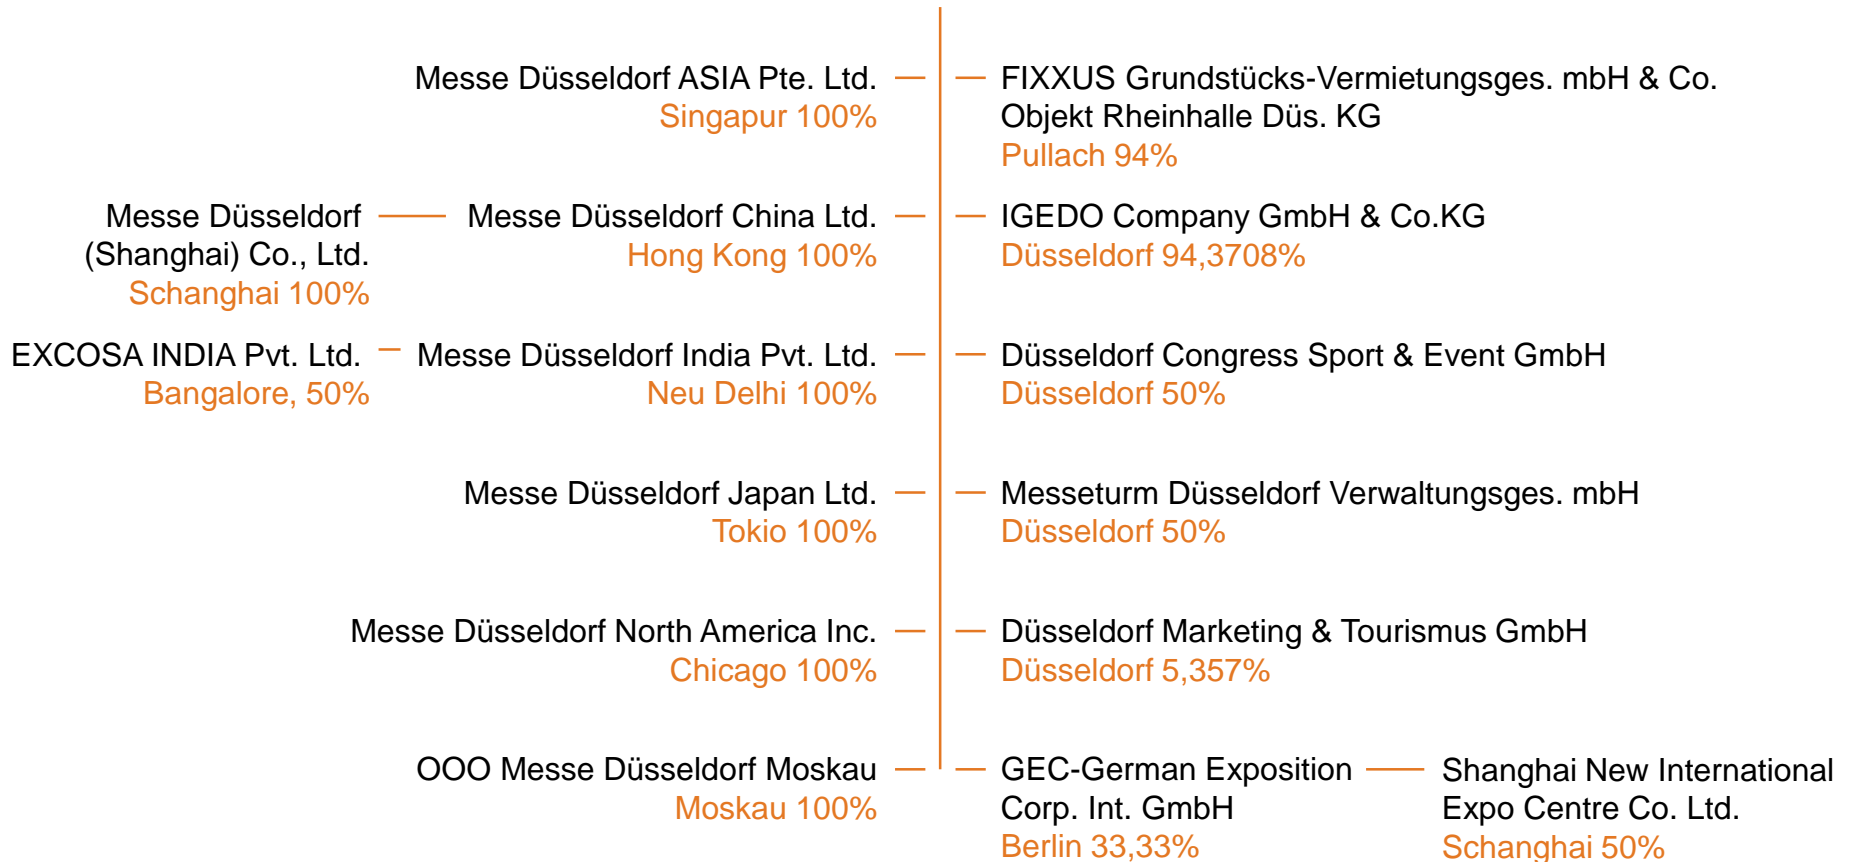 Messe Düsseldorf ASIA Pte. Ltd.
Singapur 100%
FIXXUS Grundstücks-Vermietungsges. mbH & Co.
Objekt Rheinhalle Düs. KG
Pullach 94%
Messe Düsseldorf
(Shanghai) Co., Ltd.
Schanghai 100%
Messe Düsseldorf China Ltd.
Hong Kong 100%
IGEDO Company GmbH & Co.KG
Düsseldorf 94,3708%
EXCOSA INDIA Pvt. Ltd.
Bangalore, 50%
Messe Düsseldorf India Pvt. Ltd.
Neu Delhi 100%
Düsseldorf Congress Sport & Event GmbH
Düsseldorf 50%
Messe Düsseldorf Japan Ltd.
Tokio 100%
Messeturm Düsseldorf Verwaltungsges. mbH
Düsseldorf 50%
Messe Düsseldorf North America Inc.
Chicago 100%
Düsseldorf Marketing & Tourismus GmbH
Düsseldorf 5,357%
OOO Messe Düsseldorf Moskau
Moskau 100%
GEC-German Exposition
Corp. Int. GmbH
Berlin 33,33%
Shanghai New International
Expo Centre Co. Ltd.
Schanghai 50%